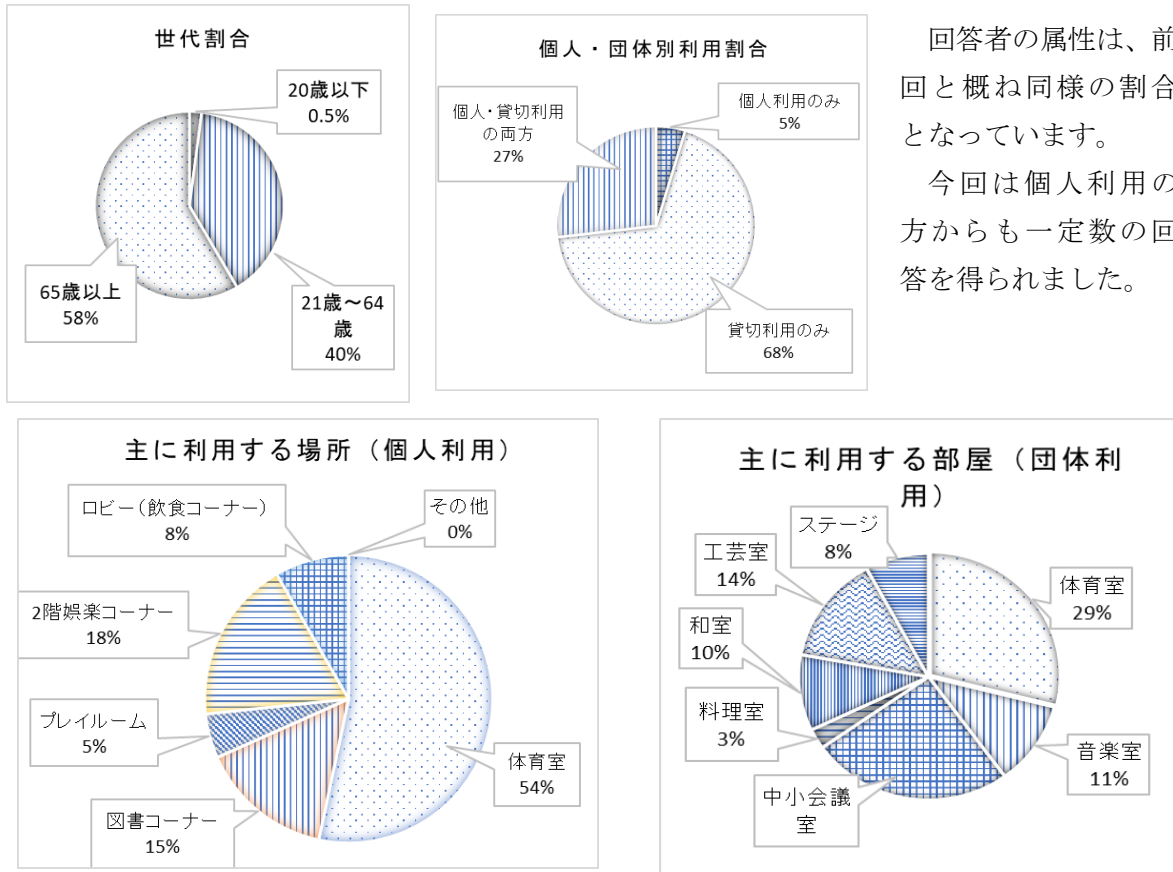 世代割合
20歳以下
0.5%
65歳以上
58%
21歳～64
歳
40%
個人・団体別利用割合
個人・貸切利用
の両方
27%
個人利用のみ
5%
貸切利用のみ
68%
回答者の属性は、前
回と概ね同様の割合
となっています。
今回は個人利用の
方からも一定数の回
答を得られました。
主に利用する場所（個人利用）
ロビー（飲食コーナー）
8%
その他
0%
2階娯楽コーナー
18%
プレイルーム
5%
図書コーナー
15%
体育室
54%
主に利用する部屋（団体利
用）
ステージ
8%
工芸室
14%
体育室
29%
和室
10%
料理室
3%
音楽室
11%
中小会議
室